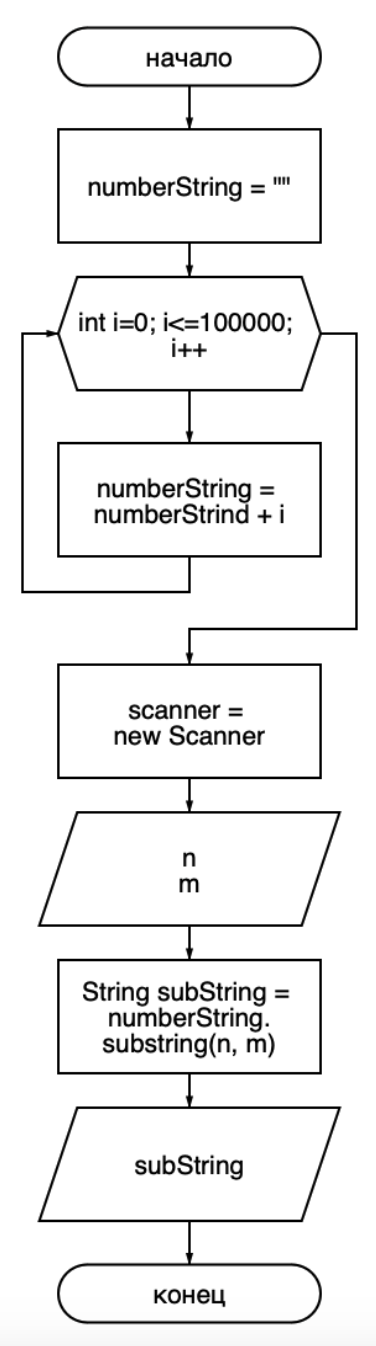 начало
numberString = ""
int i=0; i<=100000;
i++
numberString =
numberStrind + i
scanner =
new Scanner
n
m
String subString =
numberString.
substring(n, m)
subString
конец